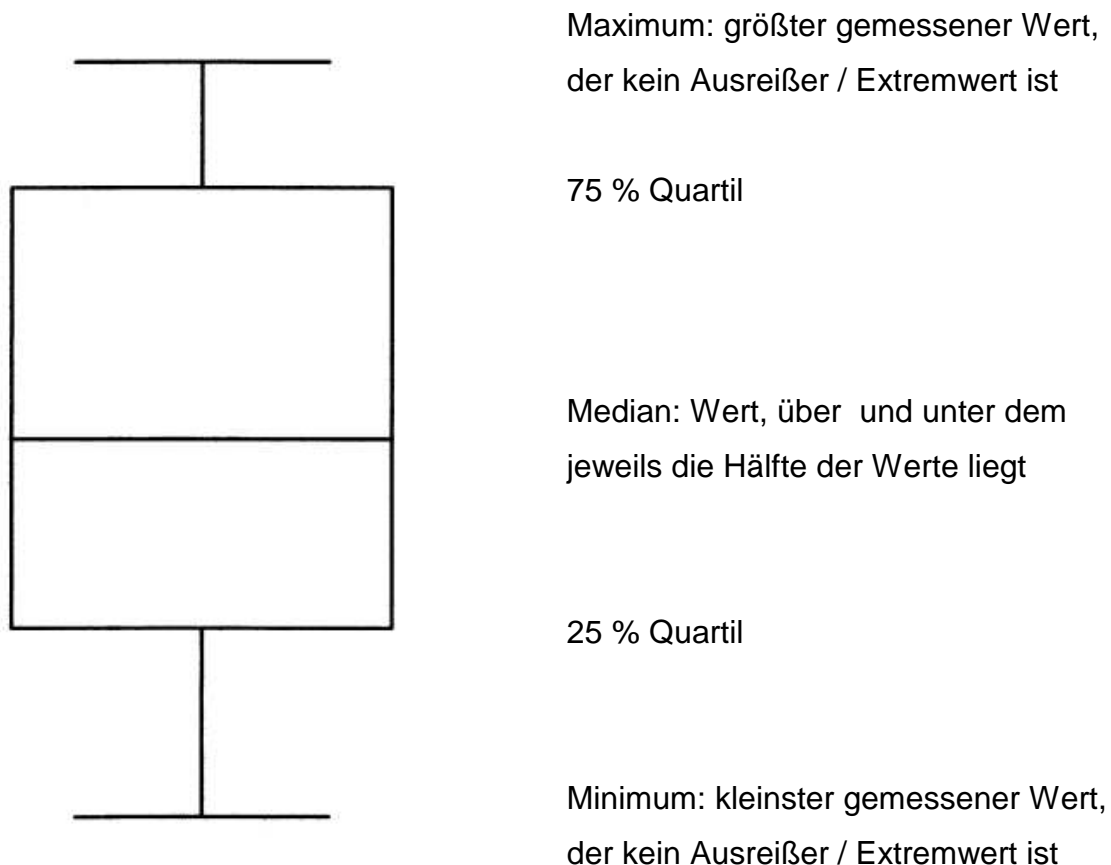 Maximum: größter gemessener Wert,
der kein Ausreißer / Extremwert ist
75 % Quartil
Median: Wert, über  und unter dem
jeweils die Hälfte der Werte liegt
25 % Quartil
Minimum: kleinster gemessener Wert,
der kein Ausreißer / Extremwert ist